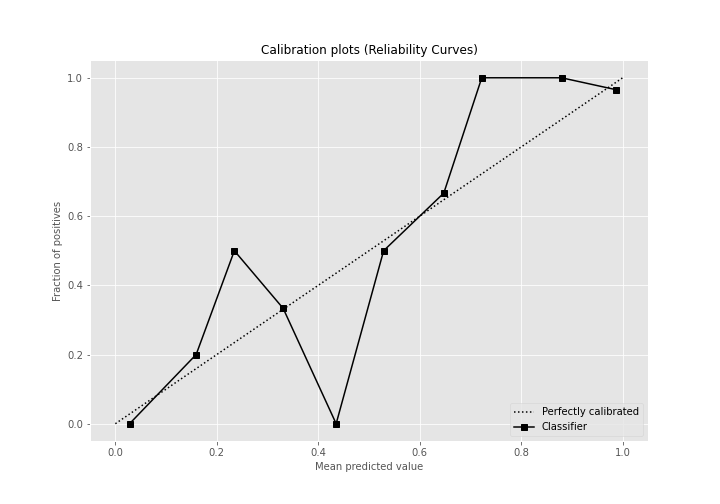 Calibration plots (Reliability Curves)
1.0
0.8
0.6
0.4
0.2
0.0
Fraction of positives
0.0 0.2 0.4 0.6 0.8 1.0
Mean predicted value
Perfectly calibrated
Classifier